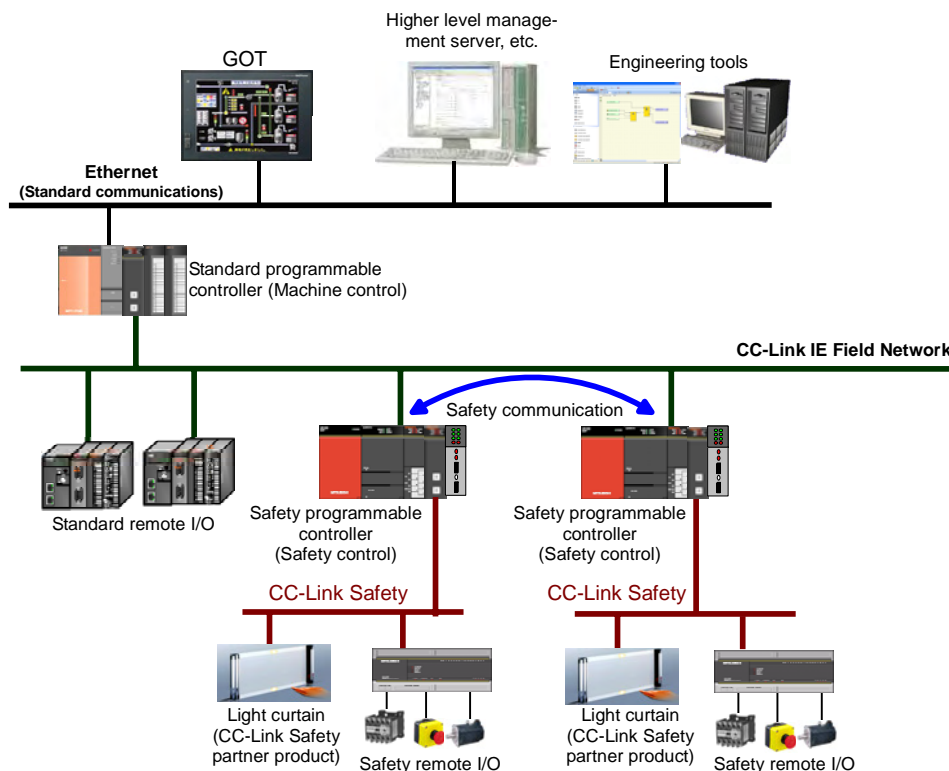 Higher level manage-
ment server, etc.
GOT
Engineering tools
Ethernet
(Standard communications)
Standard programmable
controller (Machine control)
CC-Link IE Field Network
Safety communication
Standard remote I/O
Safety programmable
controller
(Safety control)
Safety programmable
controller
(Safety control)
CC-Link Safety
CC-Link Safety
Light curtain
(CC-Link Safety
partner product)
Safety remote I/O
Light curtain
(CC-Link Safety
partner product)
Safety remote I/O